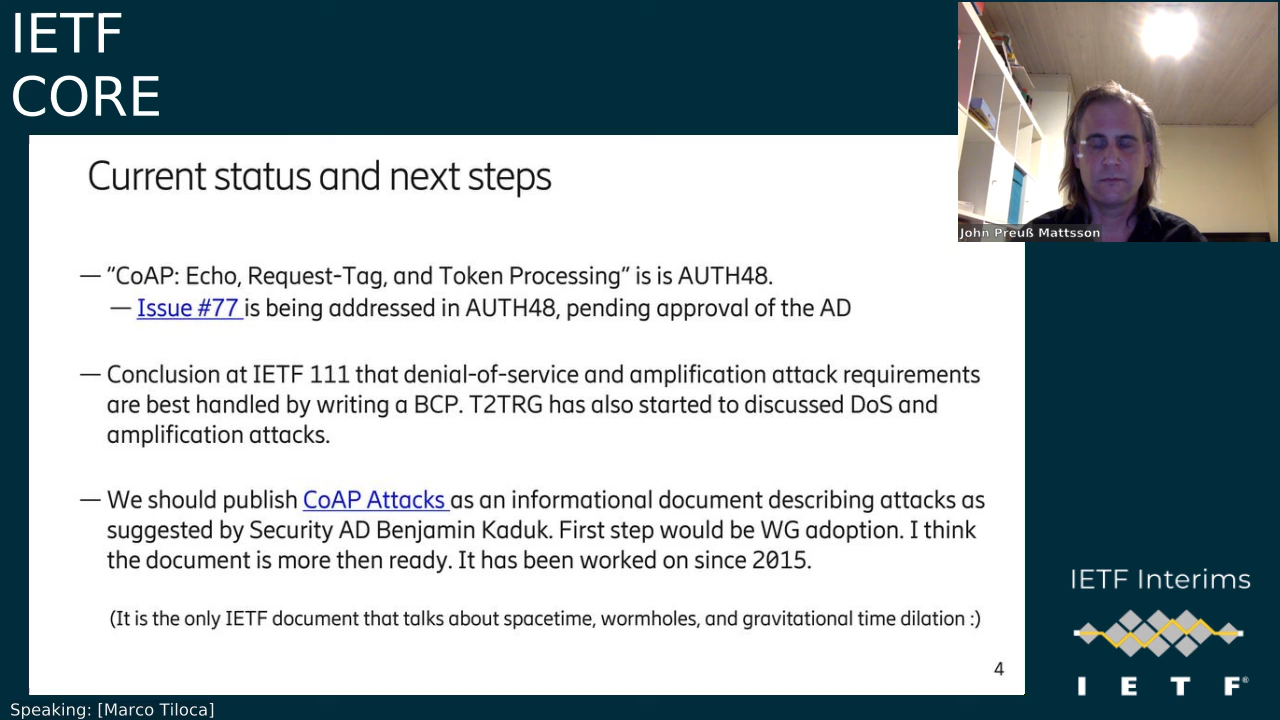 IETF
CORE
John Preuß Mattsson
Current status and next steps
— “CoAP: Echo, Request-Tag, and Token Processing” is is AUTH48.
— Issue #77 is being addressed in AUTH48, pending approval of the AD
— Conclusion at IETF 111 that denial-of-service and amplification attack requirements
are best handled by writing a BCP. T2TRG has also started to discussed DoS and
amplification attacks.
— We should publish CoAP Attacks as an informational document describing attacks as
suggested by Security AD Benjamin Kaduk. First step would be WG adoption. I think
the document is more then ready. It has been worked on since 2015.
(It is the only IETF document that talks about spacetime, wormholes, and gravitational time dilation :)
4
IETF Interims
I E T F®
Speaking: [Marco Tiloca]